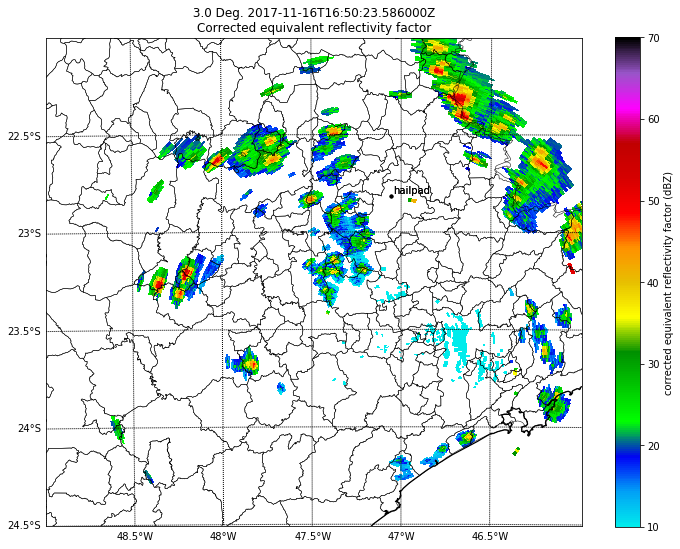 3.0 Deg. 2017-11-16T16:50:23.586000Z
Corrected equivalent reflectivity factor
70
60
50
40
30
20
10
corrected equivalent reflectivity factor (dBZ)
hailpad
22.5°S
23°S
23.5°S
24°S
24.5°S
48.5°W
48°W
47.5°W
47°W
46.5°W